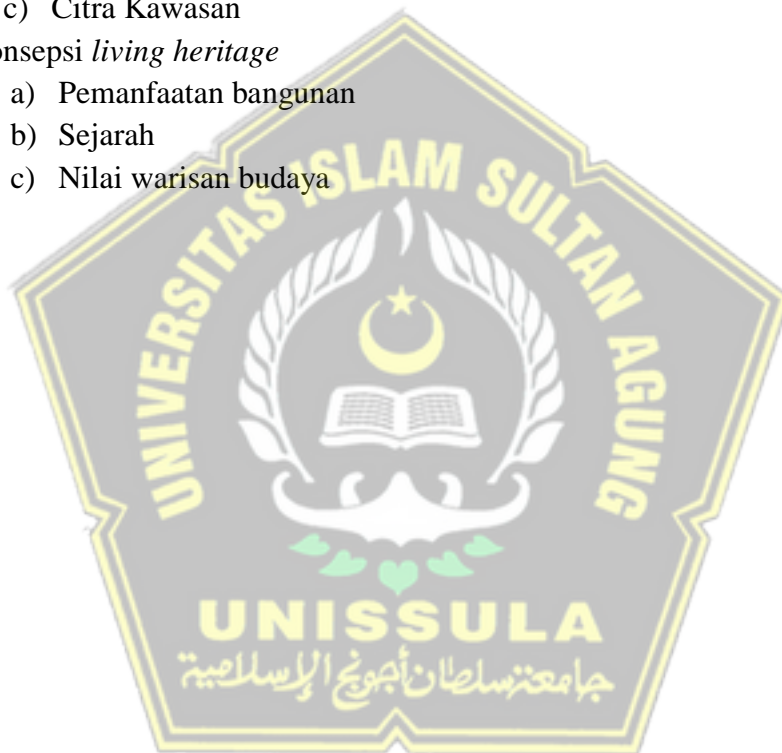 c) Citra Kawasan
onsepsi living heritage
a) Pemanfaatan bangunan
b) Sejarah
c) Nilai warisan budaya
UNIVERSITAS ISLAM SULTAN AGUNG
UNISSULA
جامعة سلطان أجونج الإسلامية